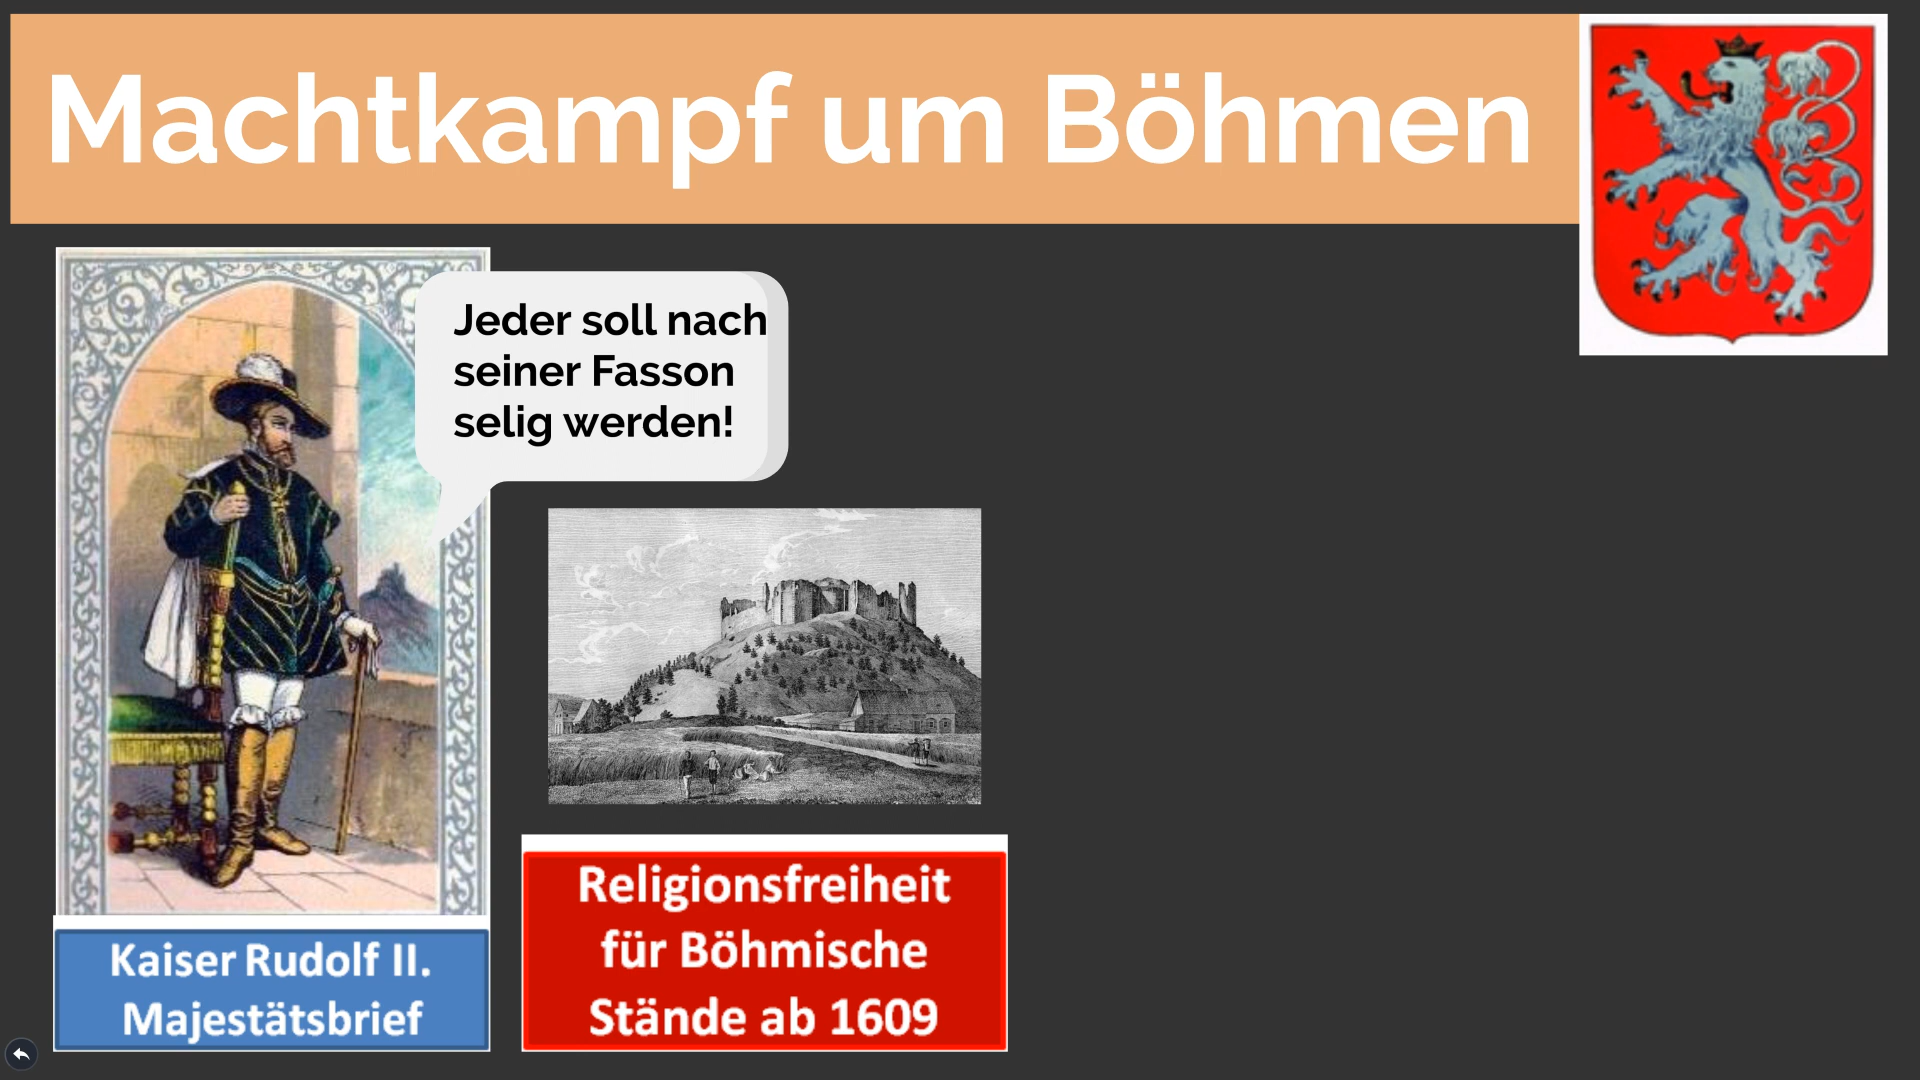 Machtkampf um Böhmen
Jeder soll nach
seiner Fasson
selig werden!
Kaiser Rudolf II.
Majestätsbrief
Religionsfreiheit
für Böhmische
Stände ab 1609